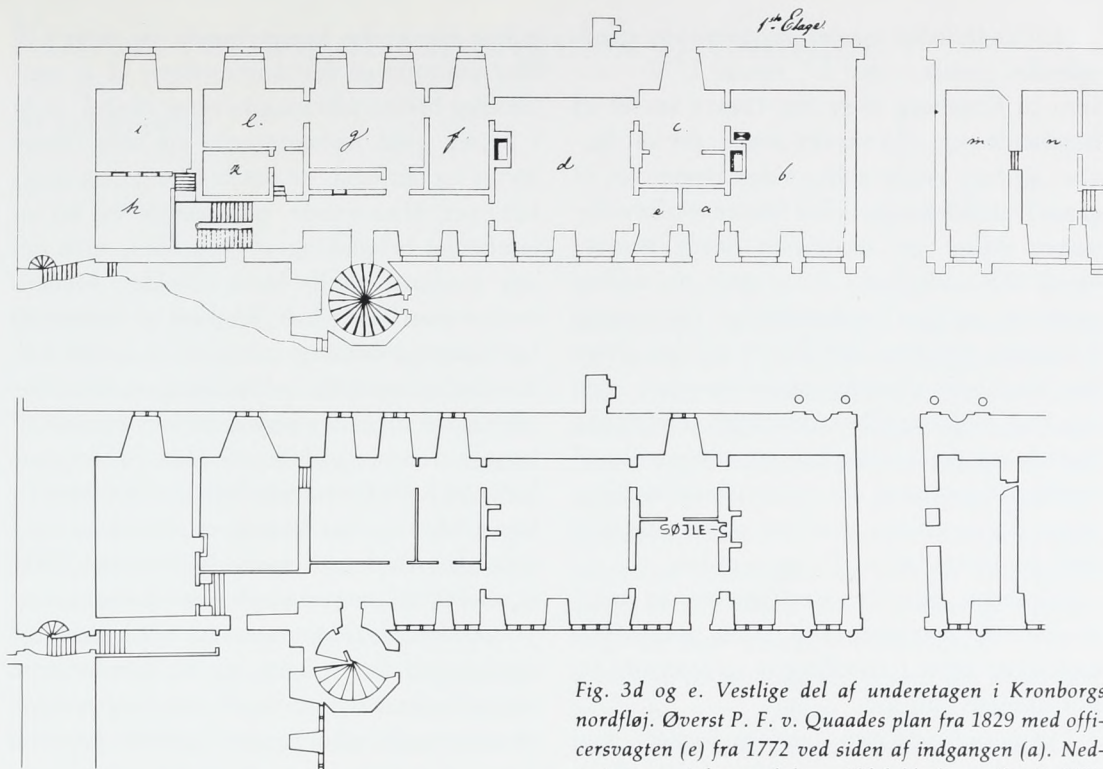 1ste Etage
i
l.
g
f.
d
c
b
m
n.
k
h
e
a
SØJLE
Fig. 3d og e. Vestlige del af underetagen i Kronborgs
nordfløj. Øverst P. F. v. Quaades plan fra 1829 med offi-
cersvagten (e) fra 1772 ved siden af indgangen (a). Ned-